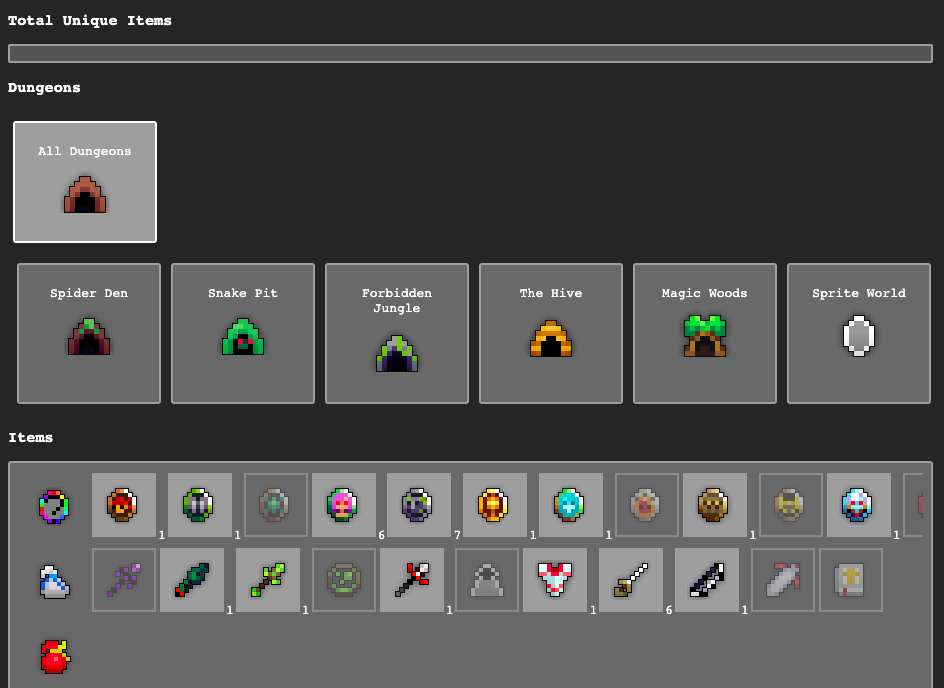 Total Unique Items
Dungeons
All Dungeons
Spider Den
Snake Pit
Forbidden
Jungle
The Hive
Magic Woods
Sprite World
Items
1 1 6 7 1 1 1 1
1 1 1 1 6 1